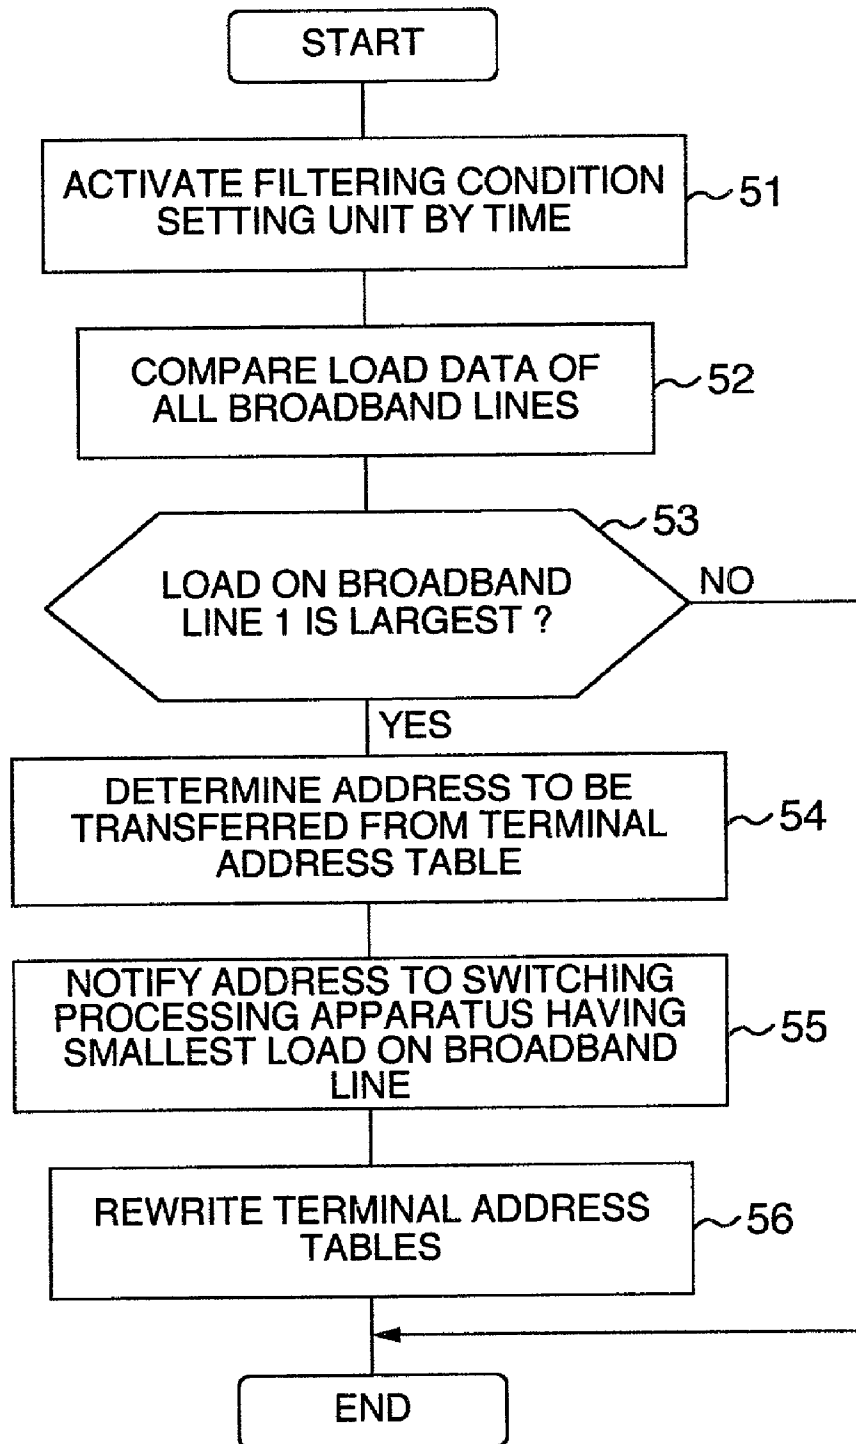 START
ACTIVATE FILTERING CONDITION
SETTING UNIT BY TIME
51
COMPARE LOAD DATA OF
ALL BROADBAND LINES
52
53
LOAD ON BROADBAND
LINE 1 IS LARGEST ?
NO
YES
DETERMINE ADDRESS TO BE
TRANSFERRED FROM TERMINAL
ADDRESS TABLE
54
NOTIFY ADDRESS TO SWITCHING
PROCESSING APPARATUS HAVING
SMALLEST LOAD ON BROADBAND
LINE
55
REWRITE TERMINAL ADDRESS
TABLES
56
END